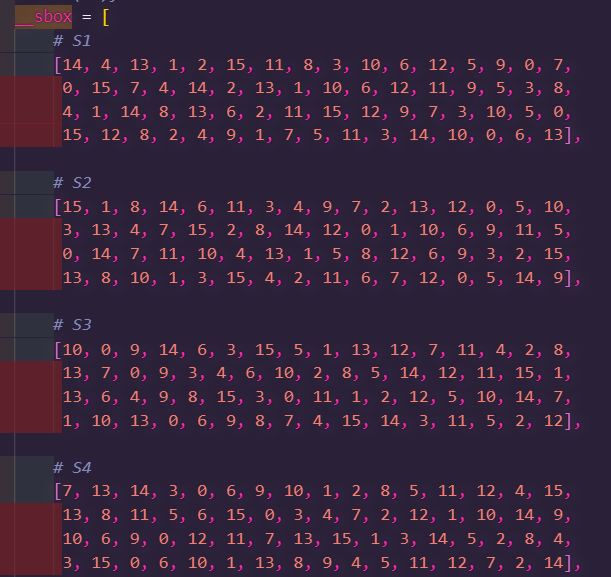 __sbox = [
# S1
[14, 4, 13, 1, 2, 15, 11, 8, 3, 10, 6, 12, 5, 9, 0, 7,
0, 15, 7, 4, 14, 2, 13, 1, 10, 6, 12, 11, 9, 5, 3, 8,
4, 1, 14, 8, 13, 6, 2, 11, 15, 12, 9, 7, 3, 10, 5, 0,
15, 12, 8, 2, 4, 9, 1, 7, 5, 11, 3, 14, 10, 0, 6, 13],
# S2
[15, 1, 8, 14, 6, 11, 3, 4, 9, 7, 2, 13, 12, 0, 5, 10,
3, 13, 4, 7, 15, 2, 8, 14, 12, 0, 1, 10, 6, 9, 11, 5,
0, 14, 7, 11, 10, 4, 13, 1, 5, 8, 12, 6, 9, 3, 2, 15,
13, 8, 10, 1, 3, 15, 4, 2, 11, 6, 7, 12, 0, 5, 14, 9],
# S3
[10, 0, 9, 14, 6, 3, 15, 5, 1, 13, 12, 7, 11, 4, 2, 8,
13, 7, 0, 9, 3, 4, 6, 10, 2, 8, 5, 14, 12, 11, 15, 1,
13, 6, 4, 9, 8, 15, 3, 0, 11, 1, 2, 12, 5, 10, 14, 7,
1, 10, 13, 0, 6, 9, 8, 7, 4, 15, 14, 3, 11, 5, 2, 12],
# S4
[7, 13, 14, 3, 0, 6, 9, 10, 1, 2, 8, 5, 11, 12, 4, 15,
13, 8, 11, 5, 6, 15, 0, 3, 4, 7, 2, 12, 1, 10, 14, 9,
10, 6, 9, 0, 12, 11, 7, 13, 15, 1, 3, 14, 5, 2, 8, 4,
3, 15, 0, 6, 10, 1, 13, 8, 9, 4, 5, 11, 12, 7, 2, 14],